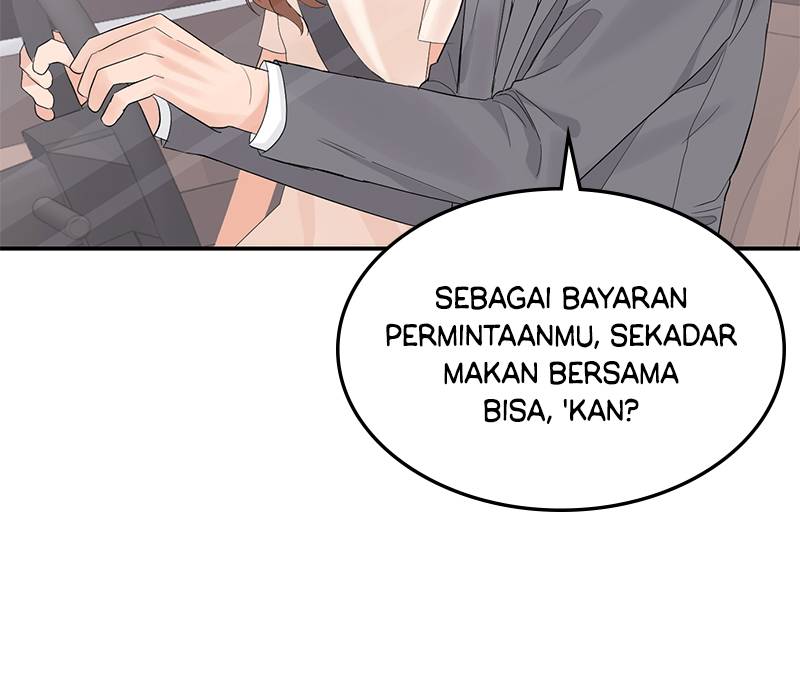 SEBAGAI BAYARAN
PERMINTAANMU, SEKADAR
MAKAN BERSAMA
BISA, 'KAN?